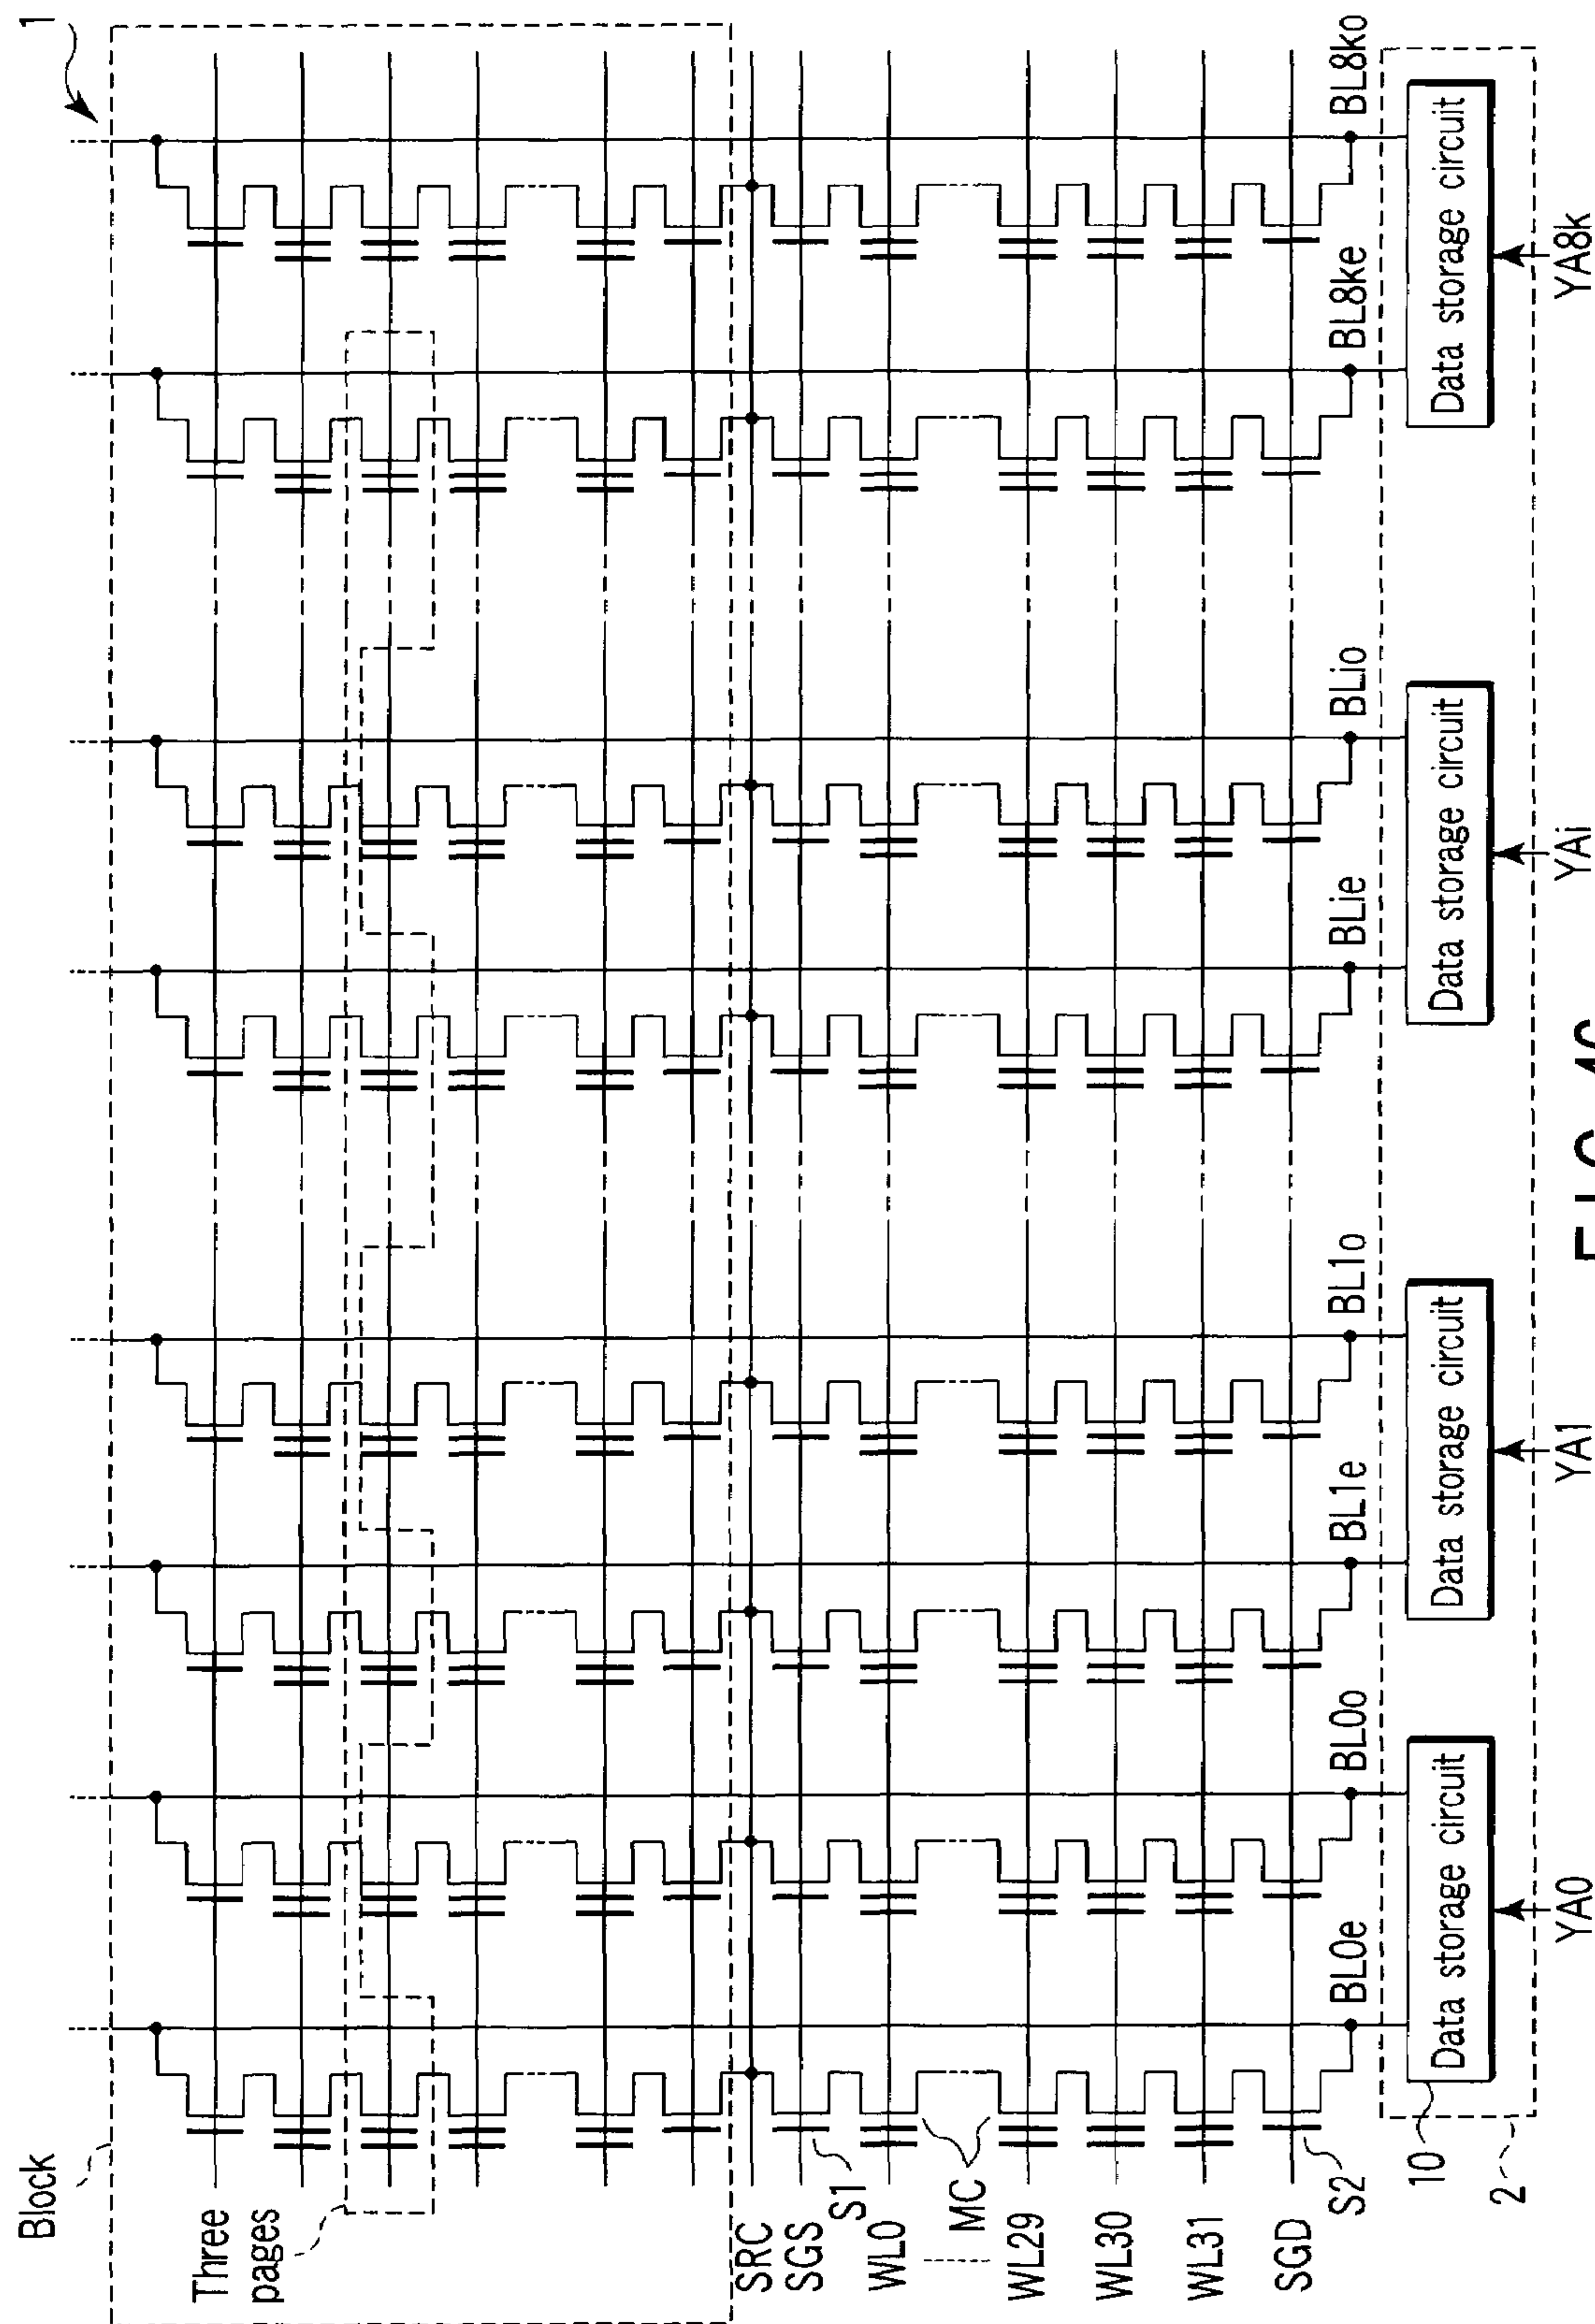 1
Block
Three
pages
SRC
SGS
S1
WL0
MC
WL29
WL30
WL31
SGD
S2
BL0e
BL0o
BL1e
BL1o
BLie
BLio
BL8ke
BL8ko
10
Data storage circuit
Data storage circuit
Data storage circuit
Data storage circuit
2
YA0
YA1
YAi
YA8k